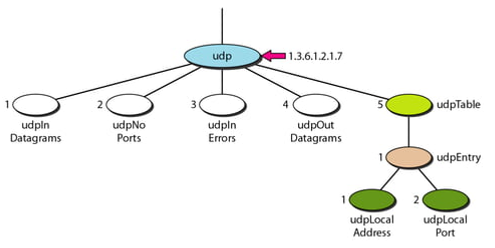 udp
1.3.6.1.2.1.7
1
2
3
4
5
udpTable
udpIn
Datagrams
udpNo
Ports
udpIn
Errors
udpOut
Datagrams
1
udpEntry
1
2
udpLocal
Address
udpLocal
Port